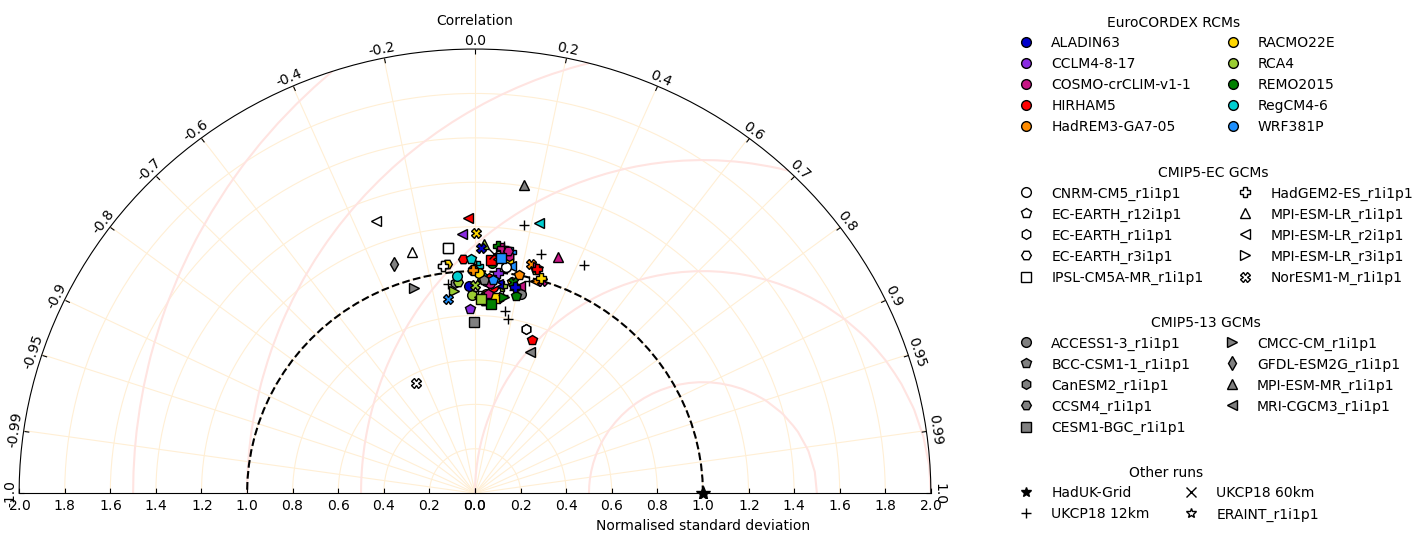 Correlation
0.0
-0.2
0.2
-0.4
0.4
-0.6
0.6
-0.7
0.7
-0.8
0.8
-0.9
0.9
-0.95
0.95
-0.99
0.99
-1.0
1.0
2.0 1.8 1.6 1.4 1.2 1.0 0.8 0.6 0.4 0.2 0.0 0.2 0.4 0.6 0.8 1.0 1.2 1.4 1.6 1.8 2.0
Normalised standard deviation
EuroCORDEX RCMs
ALADIN63
CCLM4-8-17
COSMO-crCLIM-v1-1
HIRHAM5
HadREM3-GA7-05
RACMO22E
RCA4
REMO2015
RegCM4-6
WRF381P
CMIP5-EC GCMs
CNRM-CM5_r1i1p1
EC-EARTH_r12i1p1
EC-EARTH_r1i1p1
EC-EARTH_r3i1p1
IPSL-CM5A-MR_r1i1p1
HadGEM2-ES_r1i1p1
MPI-ESM-LR_r1i1p1
MPI-ESM-LR_r2i1p1
MPI-ESM-LR_r3i1p1
NorESM1-M_r1i1p1
CMIP5-13 GCMs
ACCESS1-3_r1i1p1
BCC-CSM1-1_r1i1p1
CanESM2_r1i1p1
CCSM4_r1i1p1
CESM1-BGC_r1i1p1
CMCC-CM_r1i1p1
GFDL-ESM2G_r1i1p1
MPI-ESM-MR_r1i1p1
MRI-CGCM3_r1i1p1
Other runs
HadUK-Grid
UKCP18 12km
UKCP18 60km
ERAINT_r1i1p1